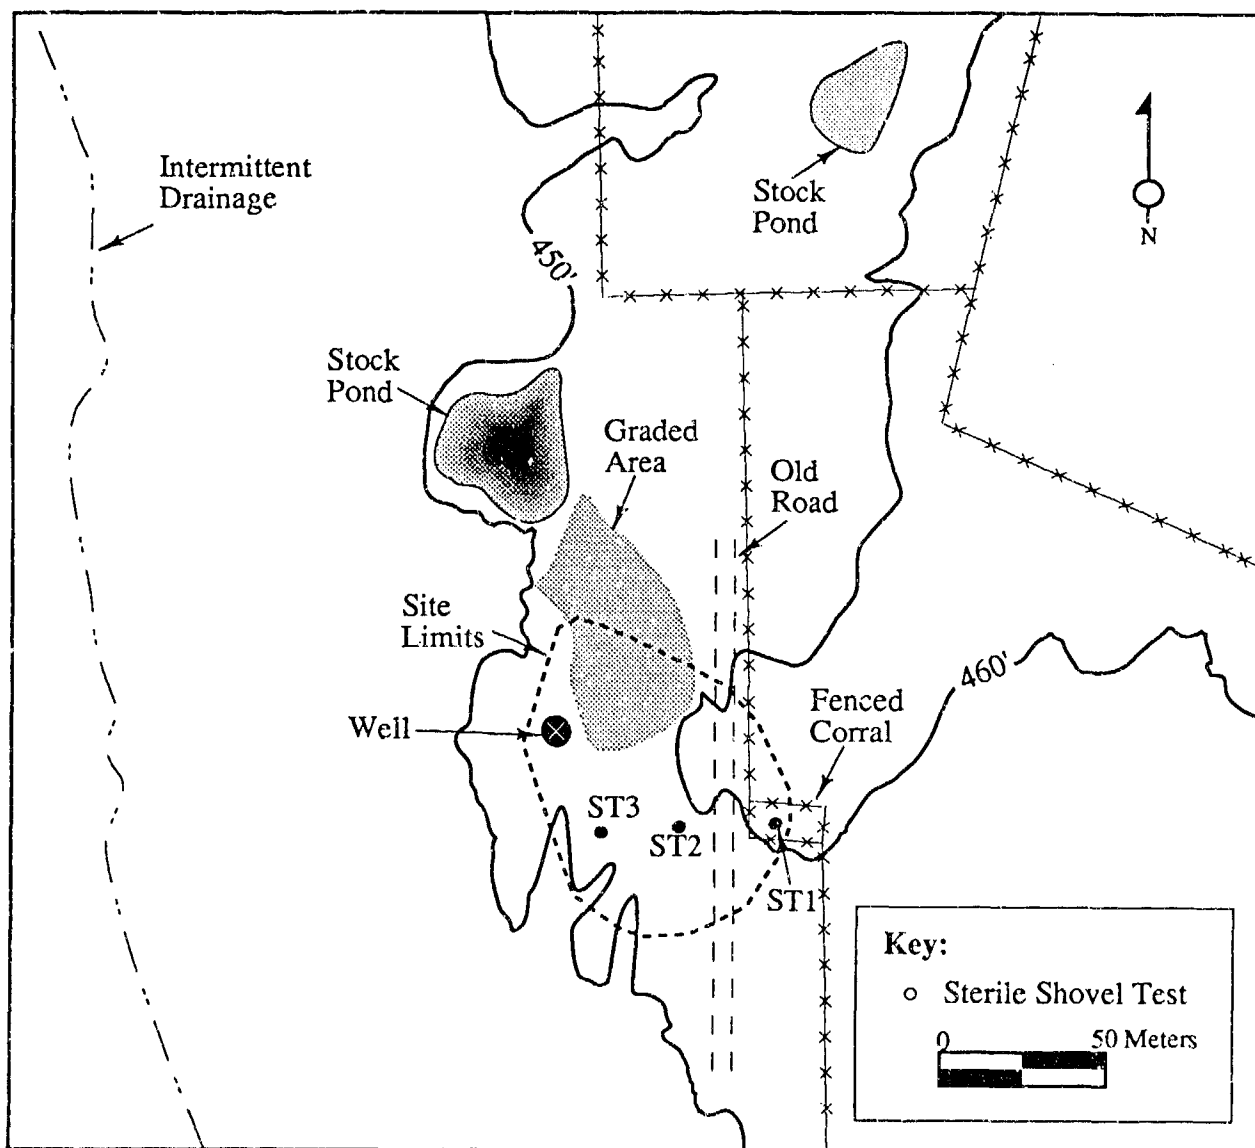 Intermittent
Drainage
Stock
Pond
N
450'
Stock
Pond
Graded
Area
Old
Road
Site
Limits
460'
Fenced
Corral
Well
ST3
ST2
ST1
Key:
Sterile Shovel Test
0 50 Meters